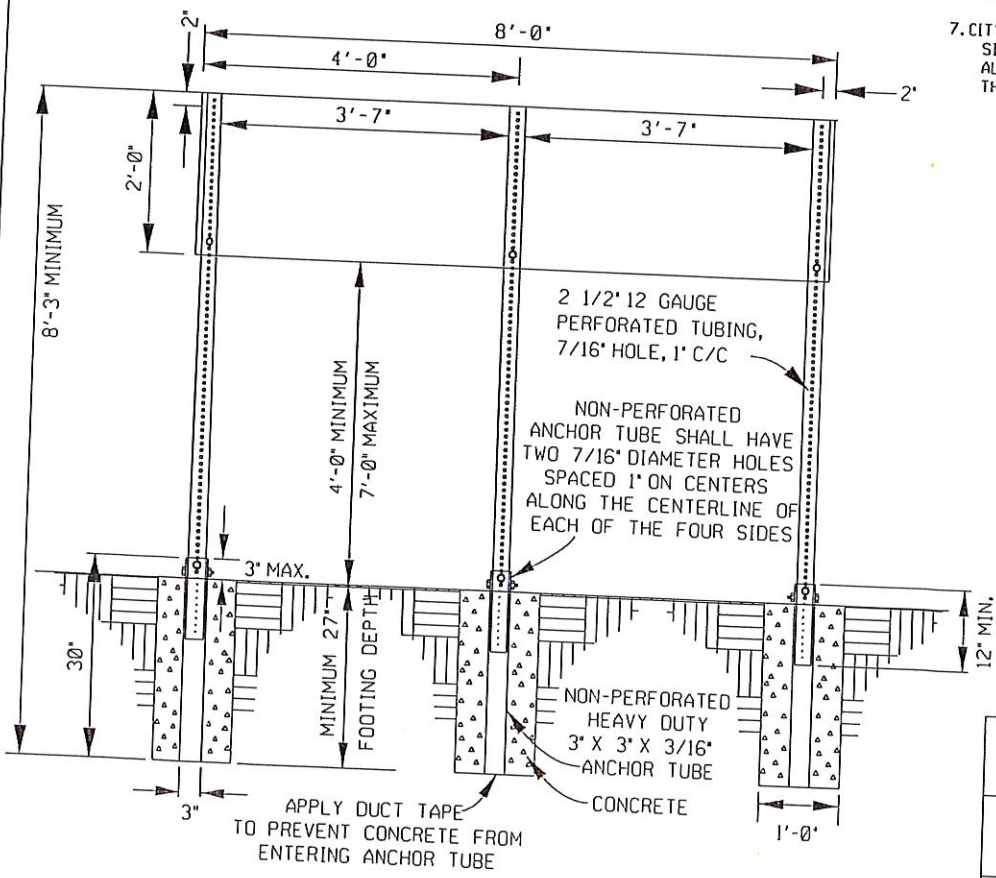 2"
8'-0"
4'-0"
2"
3'-7"
3'-7"
2'-0"
8'-3" MINIMUM
4'-0" MINIMUM
7'-0" MAXIMUM
2 1/2" 12 GAUGE
PERFORATED TUBING,
7/16" HOLE, 1" C/C
NON-PERFORATED
ANCHOR TUBE SHALL HAVE
TWO 7/16" DIAMETER HOLES
SPACED 1" ON CENTERS
ALONG THE CENTERLINE OF
EACH OF THE FOUR SIDES
3" MAX.
30"
MINIMUM 27"
FOOTING DEPTH
12" MIN.
NON-PERFORATED
HEAVY DUTY
3" X 3" X 3/16"
ANCHOR TUBE
CONCRETE
3"
APPLY DUCT TAPE
TO PREVENT CONCRETE FROM
ENTERING ANCHOR TUBE
1'-0"
7.